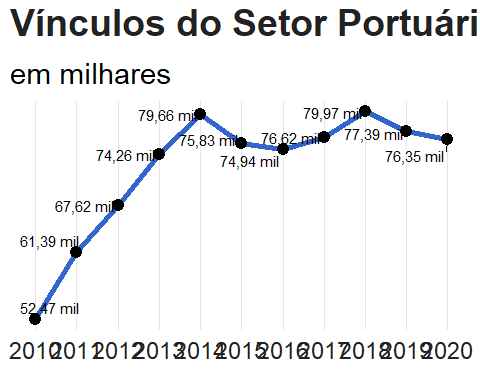 Vínculos do Setor Portuári
em milhares
79,66 mil
79,97 mil
75,83 mil
76,62 mil
77,39 mil
74,26 mil
74,94 mil
76,35 mil
67,62 mil
61,39 mil
52,47 mil
2010 2011 2012 2013 2014 2015 2016 2017 2018 2019 2020